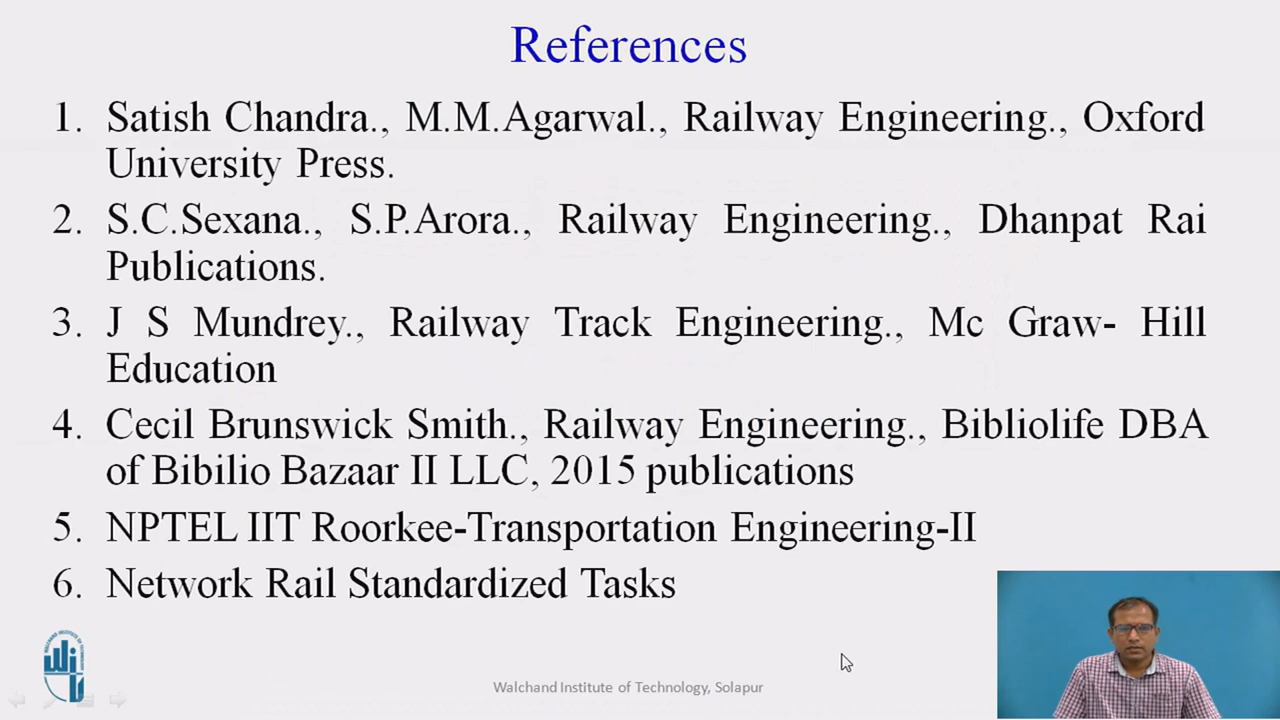 References
1. Satish Chandra., M.M.Agarwal., Railway Engineering., Oxford
University Press.
2. S.C.Sexana., S.P.Arora., Railway Engineering., Dhanpat Rai
Publications.
3. J S Mundrey., Railway Track Engineering., Mc Graw- Hill
Education
4. Cecil Brunswick Smith., Railway Engineering., Bibliolife DBA
of Bibilio Bazaar II LLC, 2015 publications
5. NPTEL IIT Roorkee-Transportation Engineering-II
6. Network Rail Standardized Tasks
Walchand Institute of Technology, Solapur